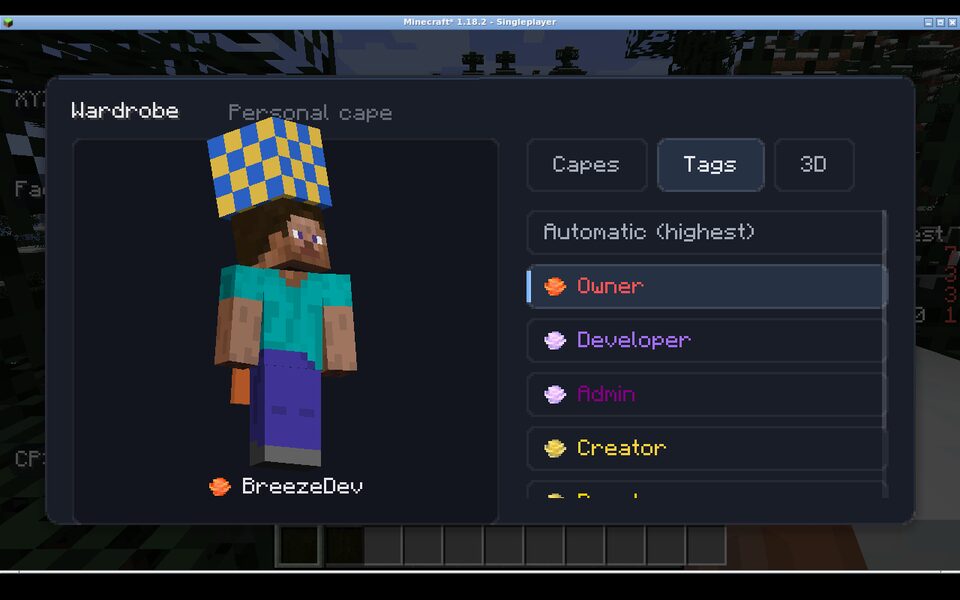 Minecraft* 1.18.2 - Singleplayer
Wardrobe
Personal cape
Capes
Tags
3D
Automatic (highest)
Owner
Developer
Admin
Creator
BreezeDev